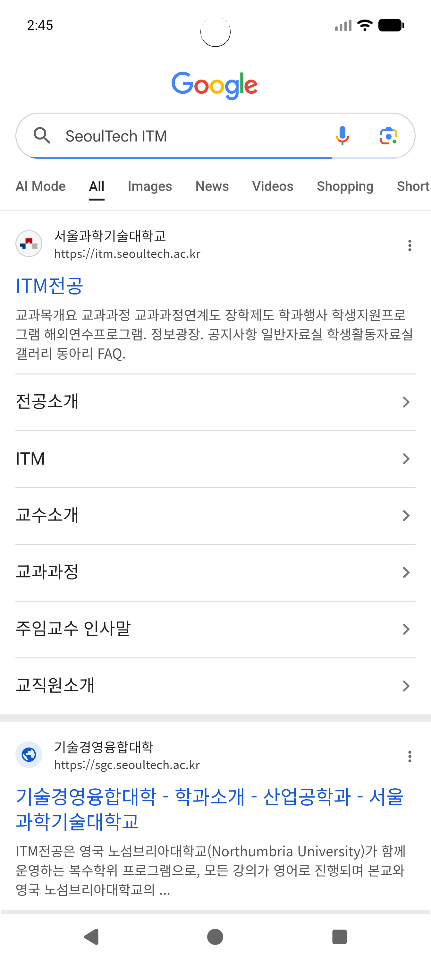 2:45
Google
SeoulTech ITM
AI Mode All Images News Videos Shopping Short
서울과학기술대학교
https://itm.seoultech.ac.kr
ITM전공
교과목개요 교과과정 교과과정연계도 장학제도 학과행사 학생지원프로
그램 해외연수프로그램. 정보광장. 공지사항 일반자료실 학생활동자료실
갤러리 동아리 FAQ.
전공소개
ITM
교수소개
교과과정
주임교수 인사말
교직원소개
기술경영융합대학
https://sgc.seoultech.ac.kr
기술경영융합대학 - 학과소개 - 산업공학과 - 서울
과학기술대학교
ITM전공은 영국 노섬브리아대학교(Northumbria University)가 함께
운영하는 복수학위 프로그램으로, 모든 강의가 영어로 진행되며 본교와
영국 노섬브리아대학교의 ...